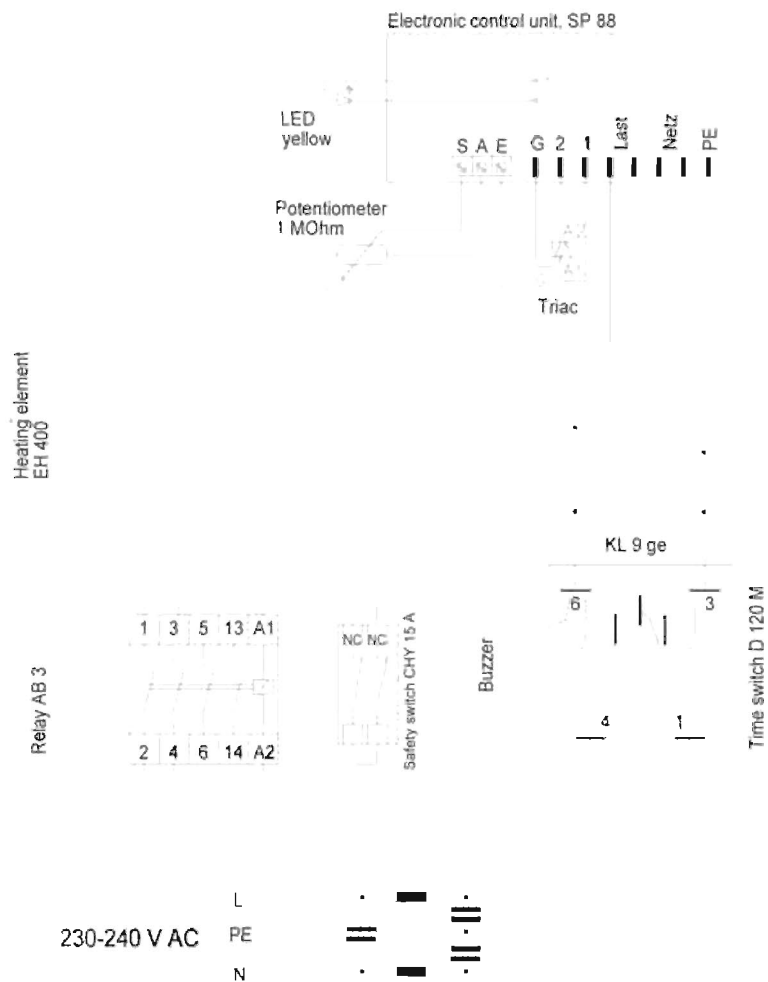 Electronic control unit, SP 88
LED
yellow
S A E G 2 1 Last Netz PE
Potentiometer
1 MOhm
A2
A1
Triac
Heating element
EH 400
KL 9 ge
6 3
1 3 5 13 A1
NC NC
Relay AB 3
Safety switch CHY 15 A
Buzzer
Time switch D 120 M
4 1
2 4 6 14 A2
L
230-240 V AC PE
N